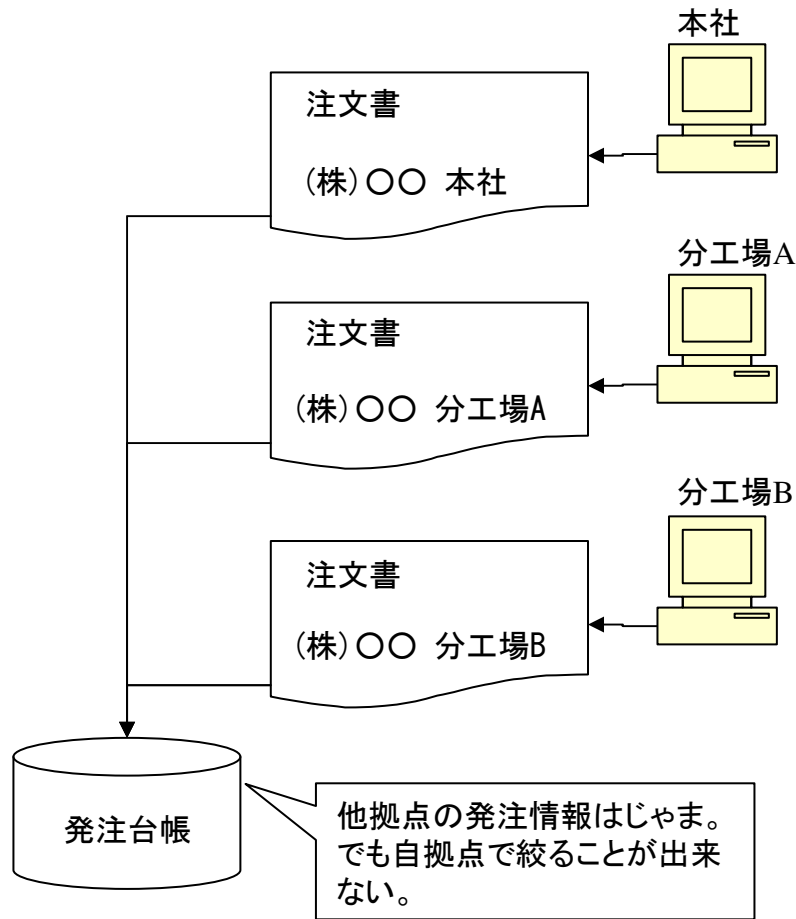 本社
注文書
(株)〇〇 本社
分工場A
注文書
(株)〇〇 分工場A
分工場B
注文書
(株)〇〇 分工場B
発注台帳
他拠点の発注情報はじゃま。
でも自拠点で絞ることが出来
ない。